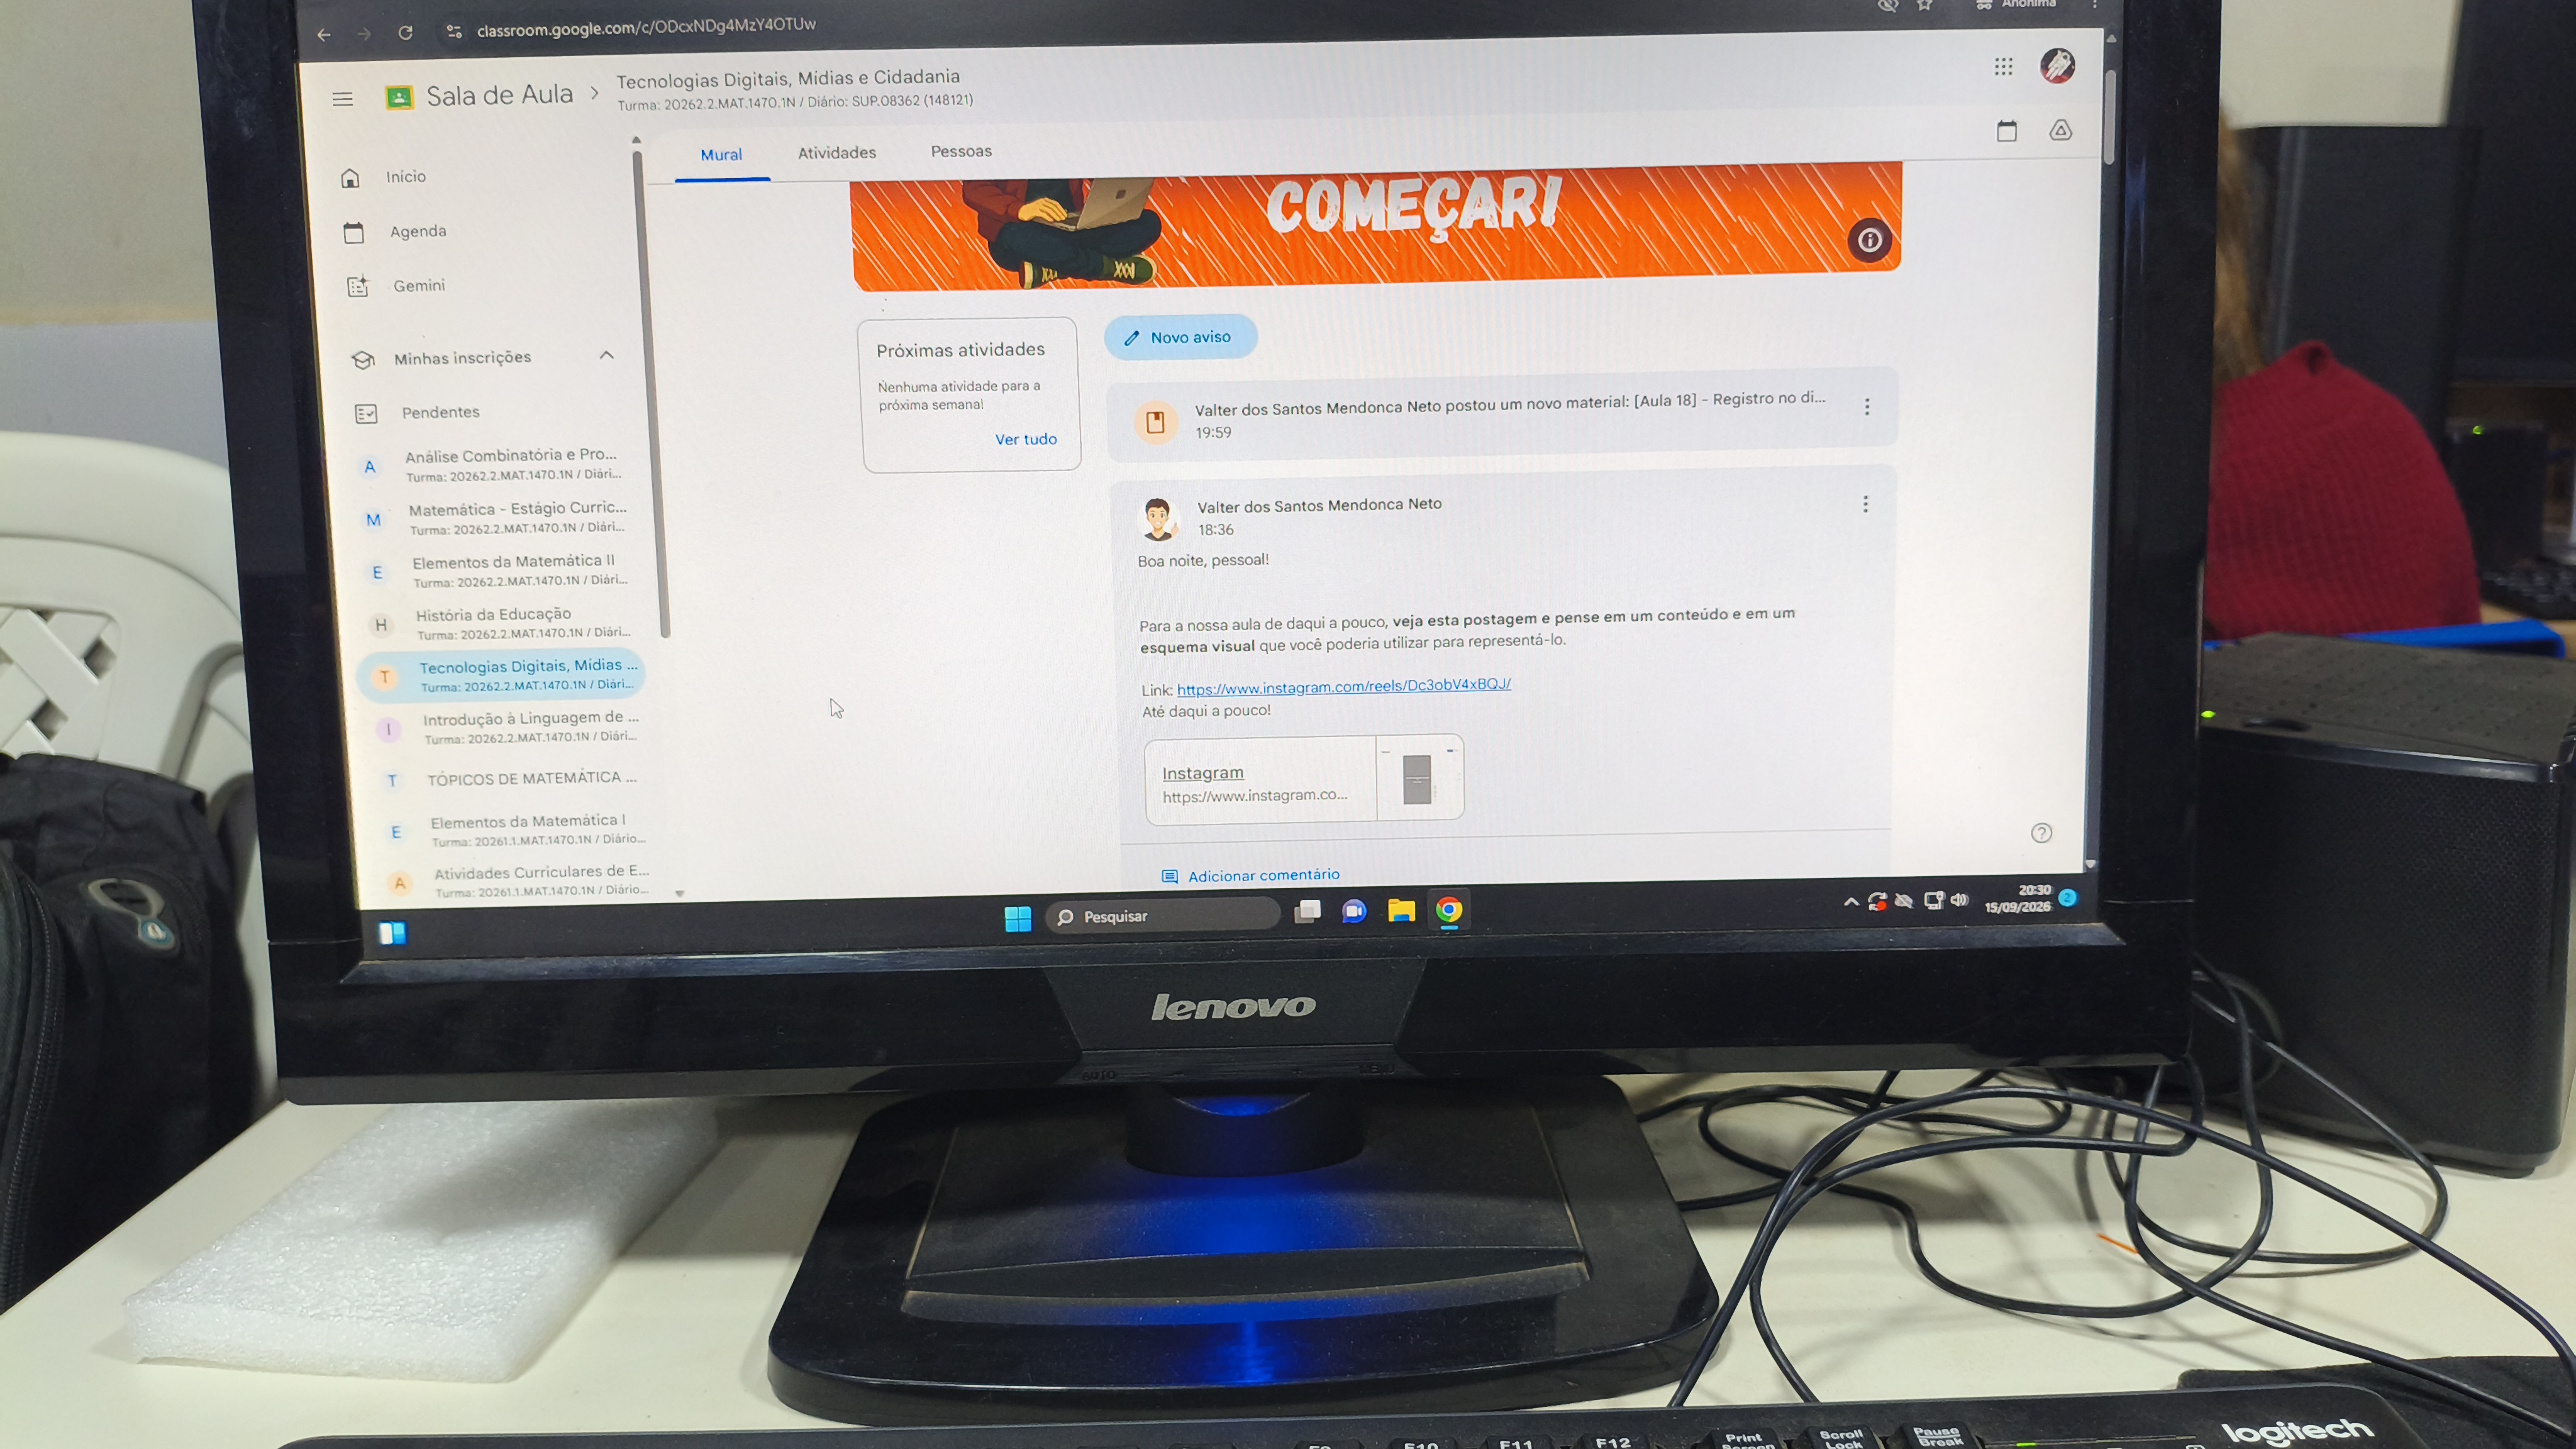 classroom.google.com/c/ODcxNDg4MzY4OTUw
Anônima
Sala de Aula
Tecnologias Digitais, Mídias e Cidadania
Turma: 20262.2.MAT.1470.1N / Diário: SUP.08362 (148121)
Início
Agenda
Gemini
Minhas inscrições
Pendentes
A
Análise Combinatória e Pro...
Turma: 20262.2.MAT.1470.1N / Diári...
M
Matemática - Estágio Curric...
Turma: 20262.2.MAT.1470.1N / Diári...
E
Elementos da Matemática II
Turma: 20262.2.MAT.1470.1N / Diári...
H
História da Educação
Turma: 20262.2.MAT.1470.1N / Diári...
T
Tecnologias Digitais, Mídias ...
Turma: 20262.2.MAT.1470.1N / Diári...
I
Introdução à Linguagem de ...
Turma: 20262.2.MAT.1470.1N / Diári...
T
TÓPICOS DE MATEMÁTICA ...
E
Elementos da Matemática I
Turma: 20261.1.MAT.1470.1N / Diário...
A
Atividades Curriculares de E...
Turma: 20261.1.MAT.1470.1N / Diário...
Mural
Atividades
Pessoas
COMEÇAR!
Próximas atividades
Nenhuma atividade para a
próxima semana!
Ver tudo
Novo aviso
Valter dos Santos Mendonca Neto postou um novo material: [Aula 18] - Registro no di...
19:59
Valter dos Santos Mendonca Neto
18:36
Boa noite, pessoal!
Para a nossa aula de daqui a pouco, veja esta postagem e pense em um conteúdo e em um
esquema visual que você poderia utilizar para representá-lo.
Link: https://www.instagram.com/reels/Dc3obV4xBQJ/
Até daqui a pouco!
Instagram
https://www.instagram.co...
Adicionar comentário
Pesquisar
20:30
15/09/2026
2
lenovo
AUTO
MENU
F9
F10
F11
F12
Print
Screen
Scroll
Lock
Pause
Break
logitech